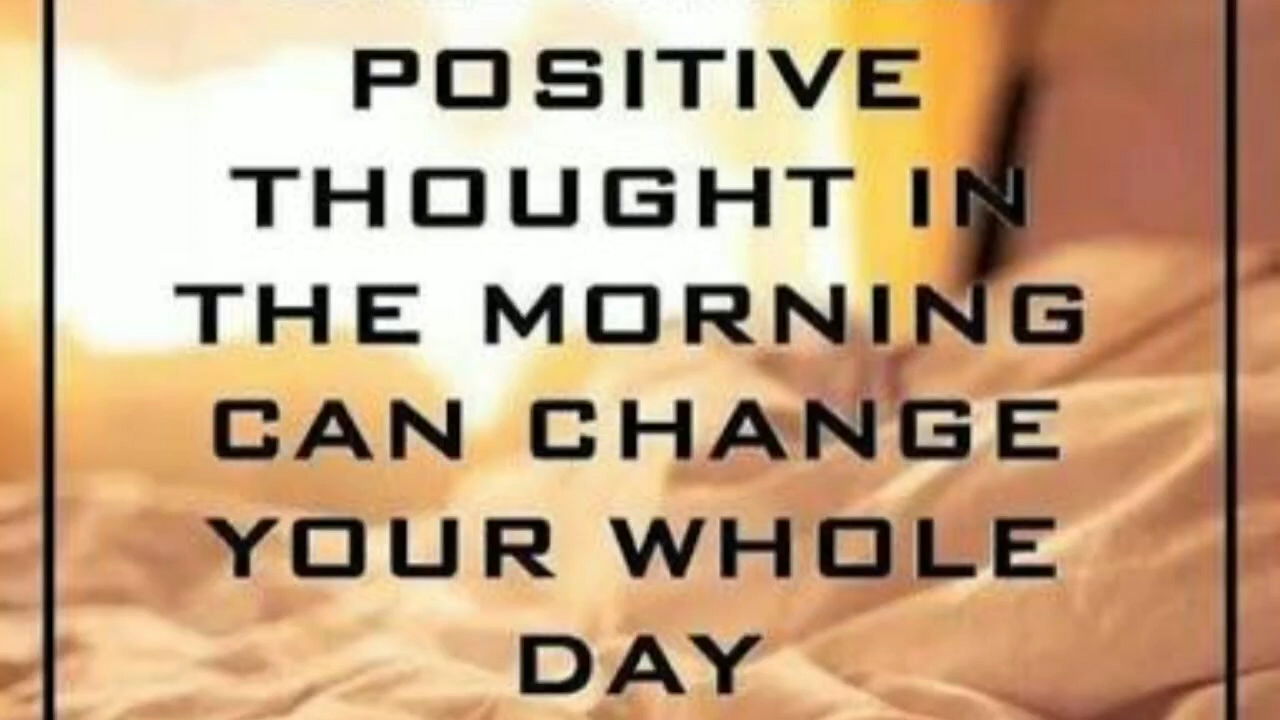 POSITIVE
THOUGHT IN
THE MORNING
CAN CHANGE
YOUR WHOLE
DAY